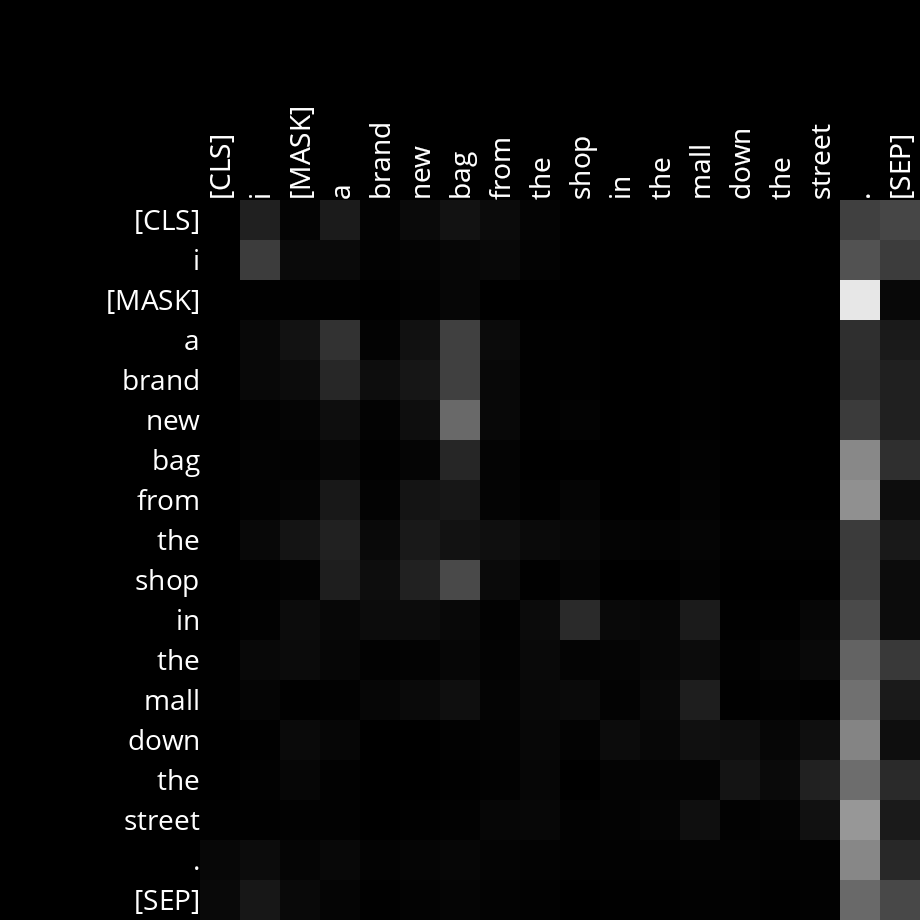 [CLS] i [MASK] a brand new bag from the shop in the mall down the street . [SEP]
[CLS]
i
[MASK]
a
brand
new
bag
from
the
shop
in
the
mall
down
the
street
.
[SEP]